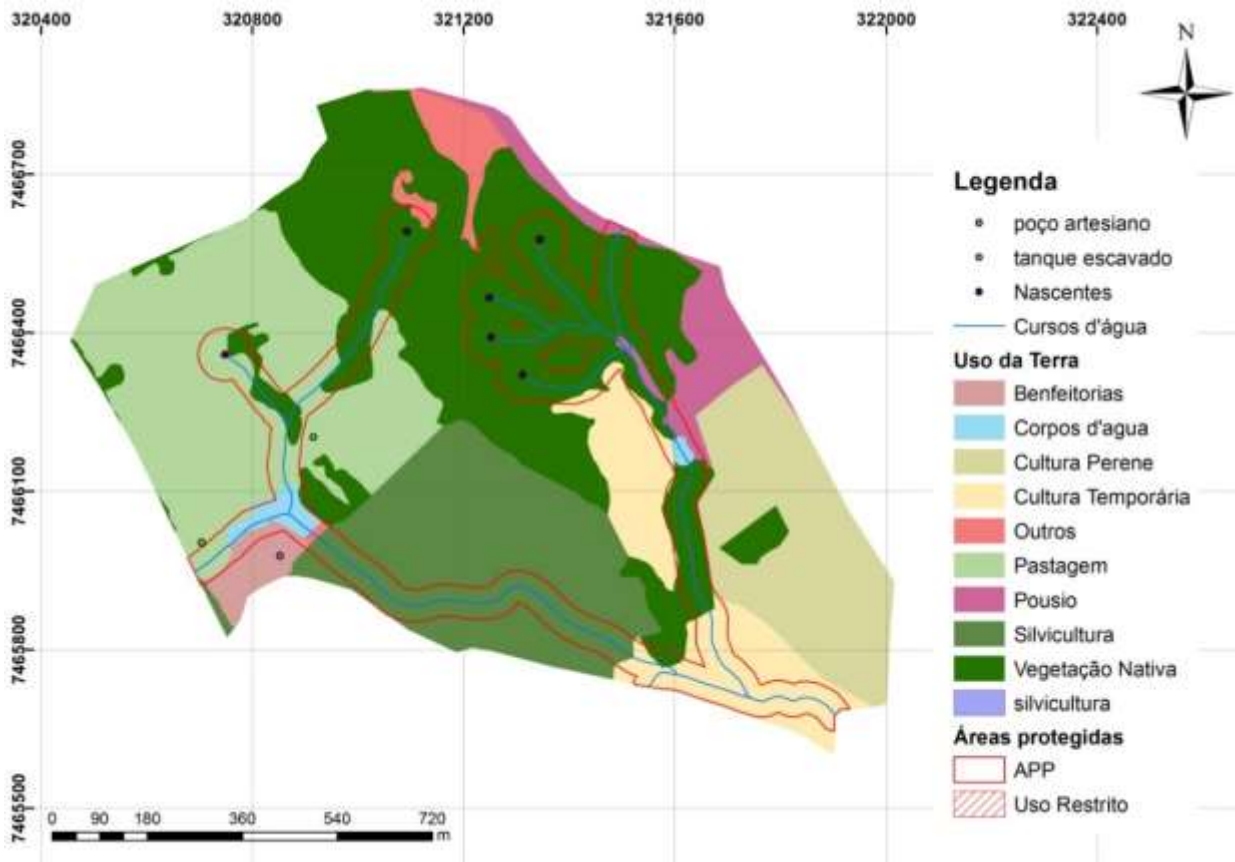 320400 320800 321200 321600 322000 322400
N
7466700
7466400
7466100
7465800
7465500
Legenda
poço artesiano
tanque escavado
Nascentes
Cursos d'água
Uso da Terra
Benfeitorias
Corpos d'agua
Cultura Perene
Cultura Temporária
Outros
Pastagem
Pousio
Silvicultura
Vegetação Nativa
silvicultura
Áreas protegidas
APP
Uso Restrito
0 90 180 360 540 720
m